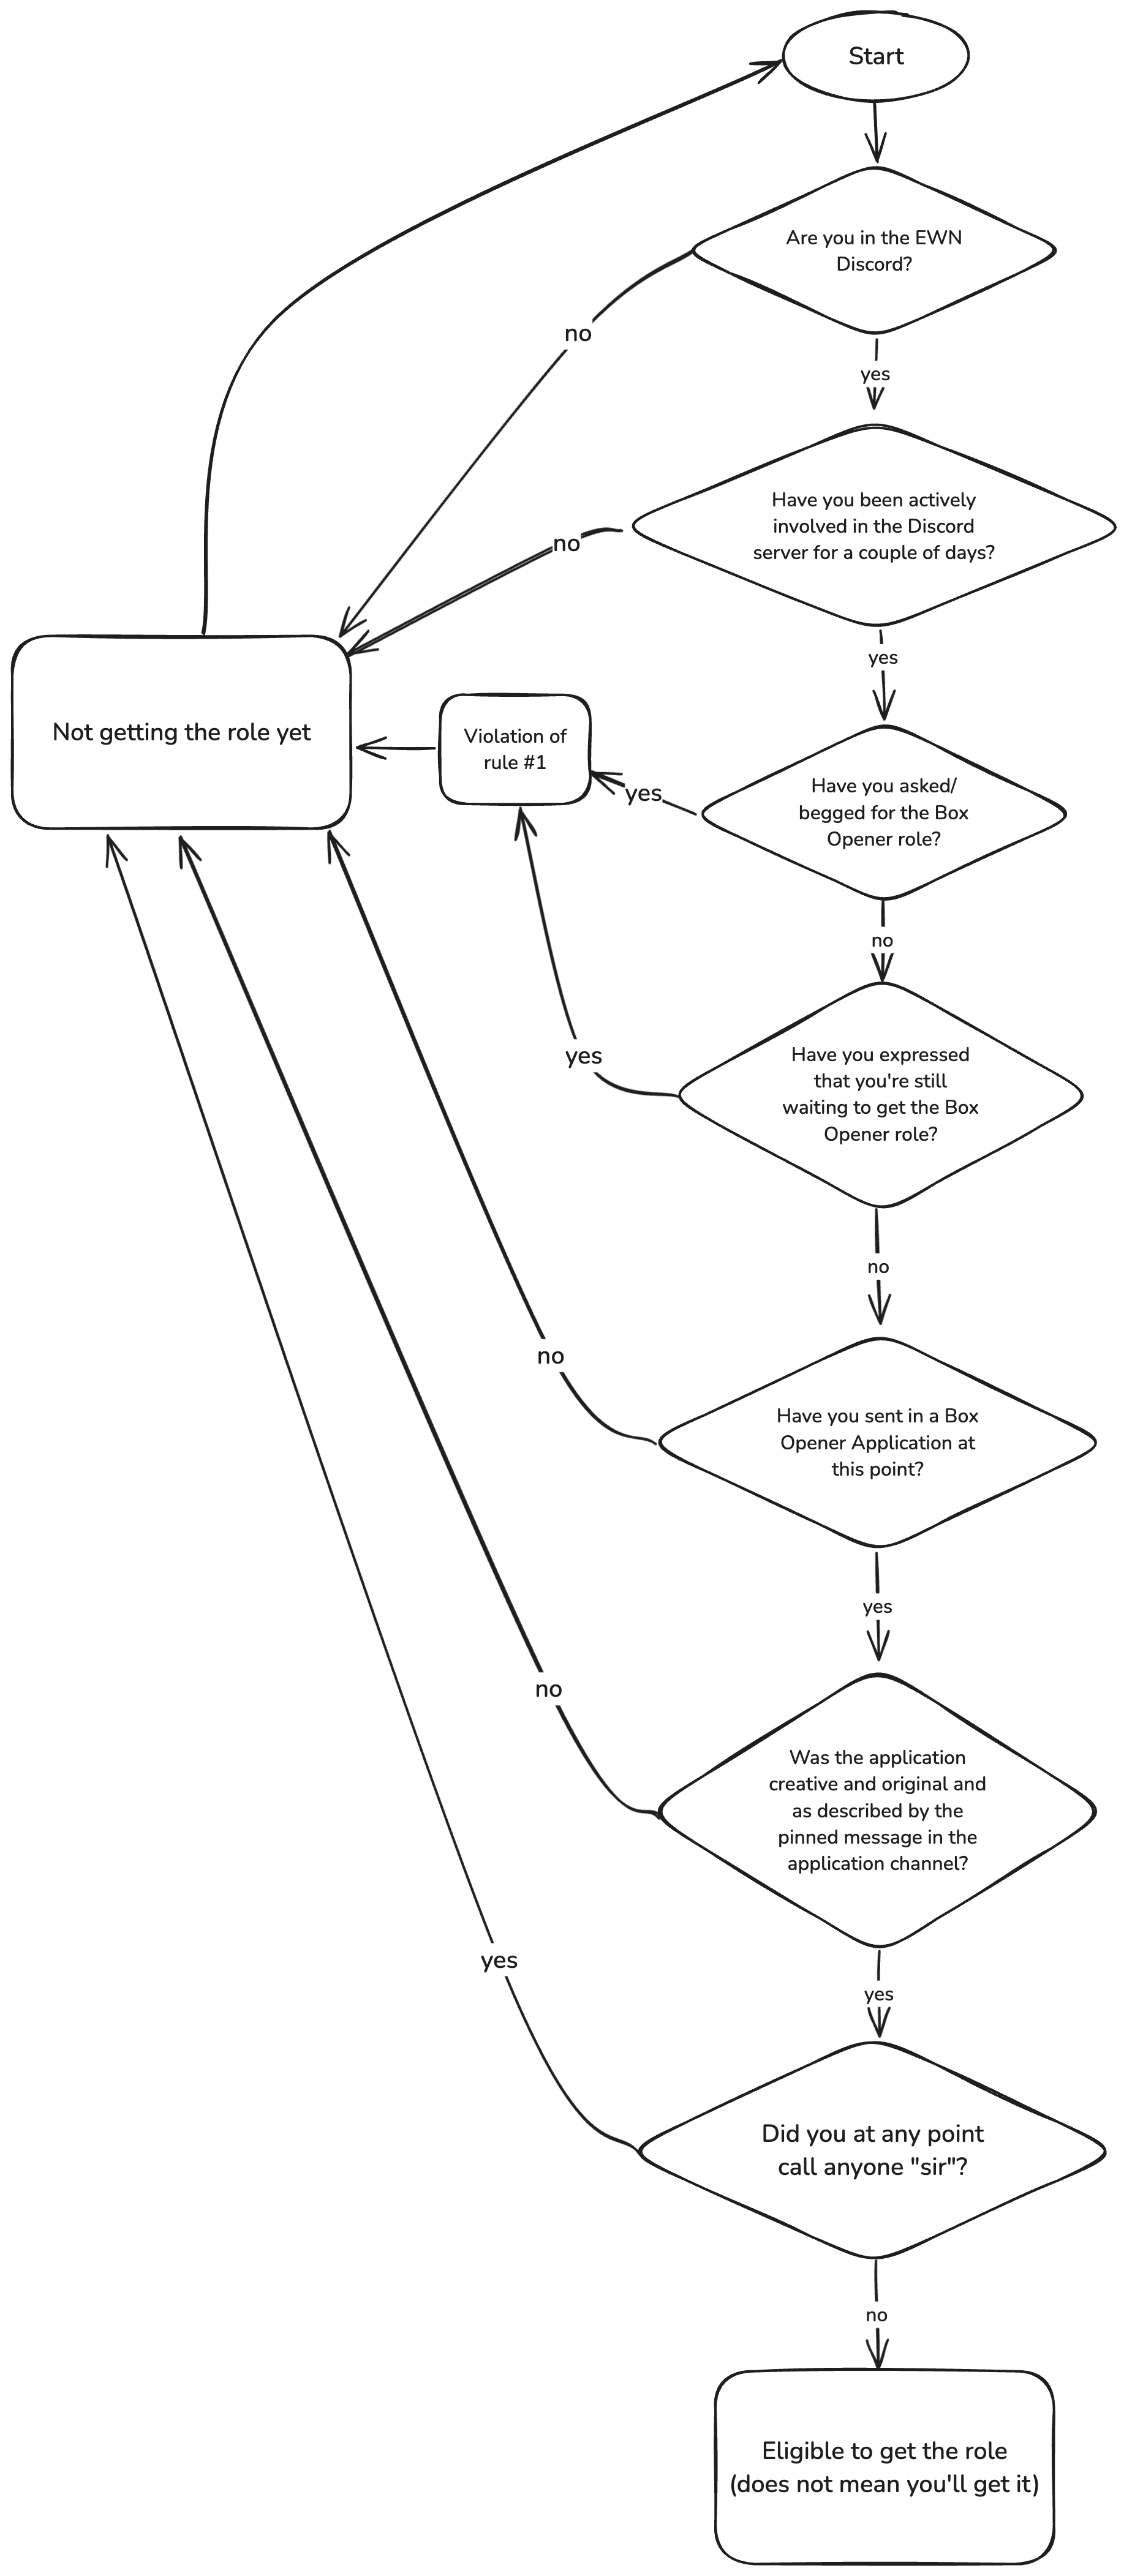 Start
Are you in the EWN
Discord?
no
yes
Have you been actively
involved in the Discord
server for a couple of days?
no
yes
Not getting the role yet
Violation of
rule #1
yes
Have you asked/
begged for the Box
Opener role?
no
Have you expressed
that you're still
waiting to get the Box
Opener role?
yes
no
no
Have you sent in a Box
Opener Application at
this point?
yes
no
Was the application
creative and original and
as described by the
pinned message in the
application channel?
yes
yes
Did you at any point
call anyone "sir"?
no
Eligible to get the role
(does not mean you'll get it)